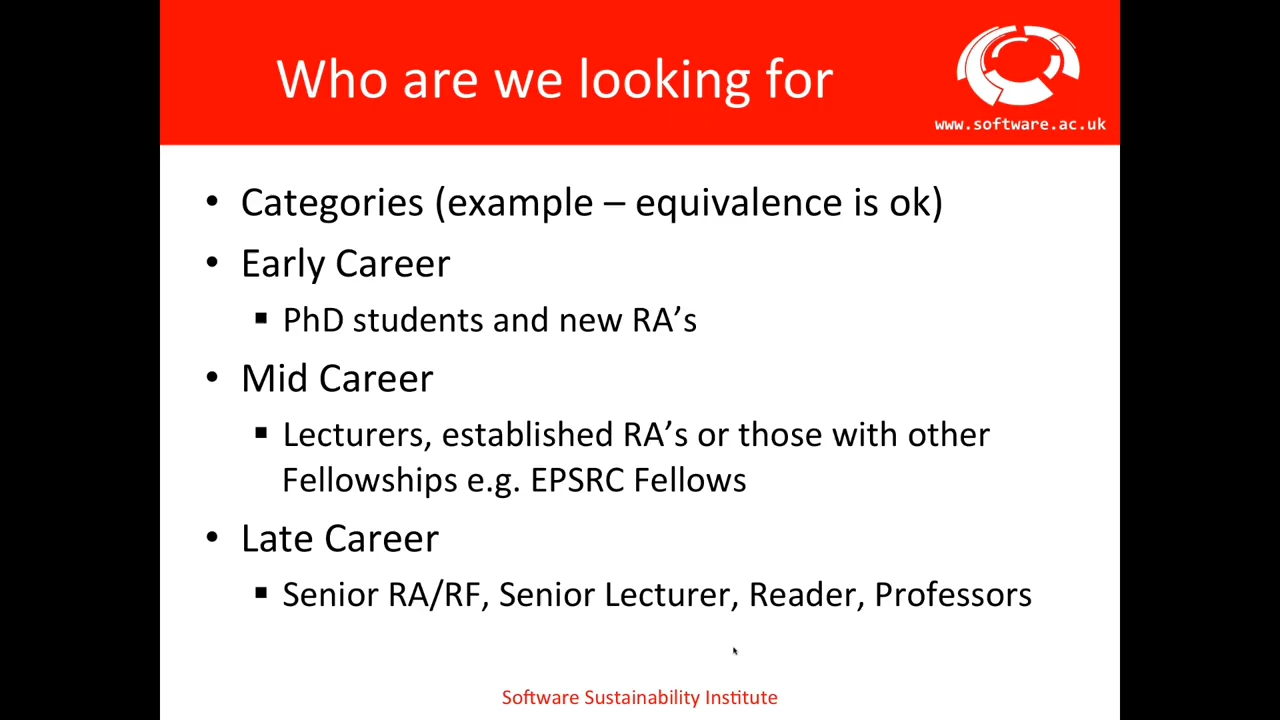 Who are we looking for
www.software.ac.uk
• Categories (example – equivalence is ok)
• Early Career
▪ PhD students and new RA’s
• Mid Career
▪ Lecturers, established RA’s or those with other
Fellowships e.g. EPSRC Fellows
• Late Career
▪ Senior RA/RF, Senior Lecturer, Reader, Professors
Software Sustainability Institute